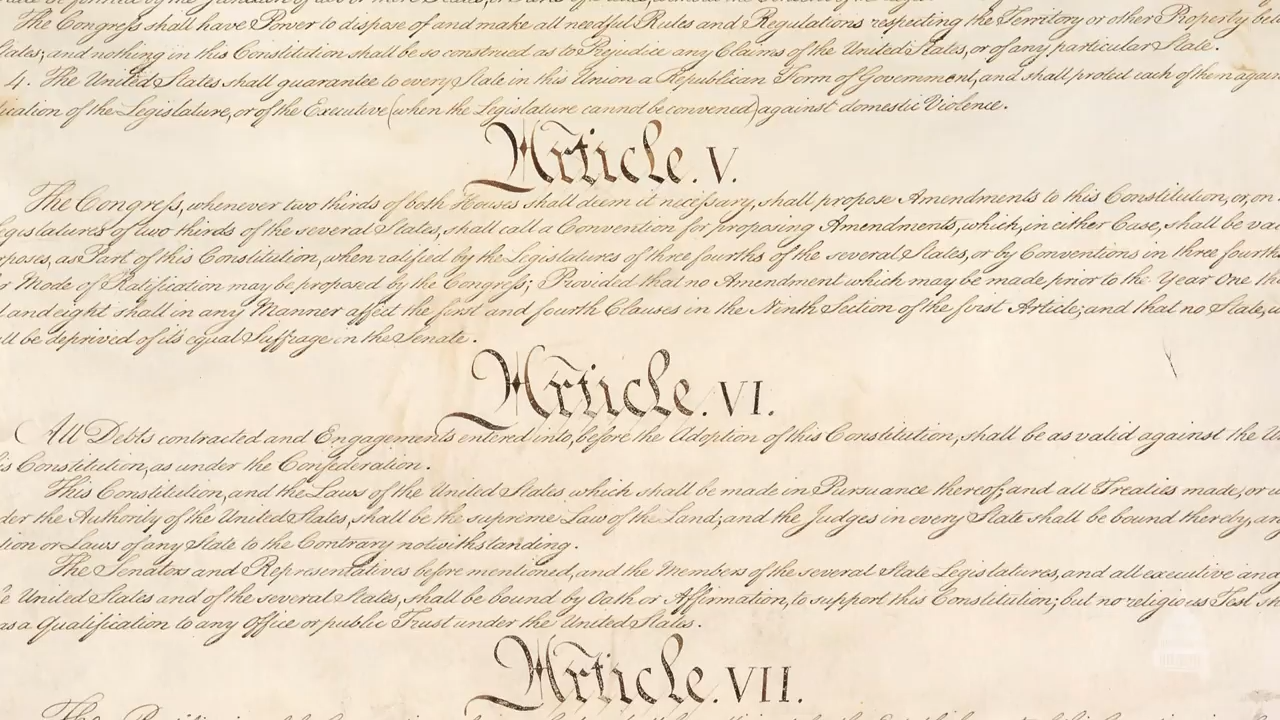 The Congress shall have Power to dispose of and make all needful Rules and Regulations respecting the Territory or other Property
States; and nothing in this Constitution shall be so construed as to Prejudice any Claims of the United States, or of any particular State.
4. The United States shall guarantee to every State in this Union a Republican Form of Government, and shall protect each of them
of the Legislature, or of the Executive (when the Legislature cannot be convened) against domestic Violence.
Article. V.
The Congress, whenever two thirds of both Houses shall deem it necessary, shall propose Amendments to this Constitution, or, on
of two thirds of the several States, shall call a Convention for proposing Amendments, which, in either Case, shall be
as Part of this Constitution, when ratified by the Legislatures of three fourths of the several States, or by Conventions in three
Mode of Ratification may be proposed by the Congress; Provided that no Amendment which may be made prior to the Year One
and eight shall in any Manner affect the first and fourth Clauses in the Ninth Section of the first Article; and that no State,
be deprived of its equal Suffrage in the Senate.
Article. VI.
All Debts contracted and Engagements entered into, before the Adoption of this Constitution, shall be as valid against the
Constitution, as under the Confederation.
This Constitution, and the Laws of the United States which shall be made in Pursuance thereof; and all Treaties made, or
the Authority of the United States, shall be the supreme Law of the Land; and the Judges in every State shall be bound thereby,
or Laws of any State to the Contrary notwithstanding.
The Senators and Representatives before mentioned, and the Members of the several State Legislatures, and all executive and
United States and of the several States, shall be bound by Oath or Affirmation, to support this Constitution; but no religious Test
as a Qualification to any Office or public Trust under the United States.
Article. VII.